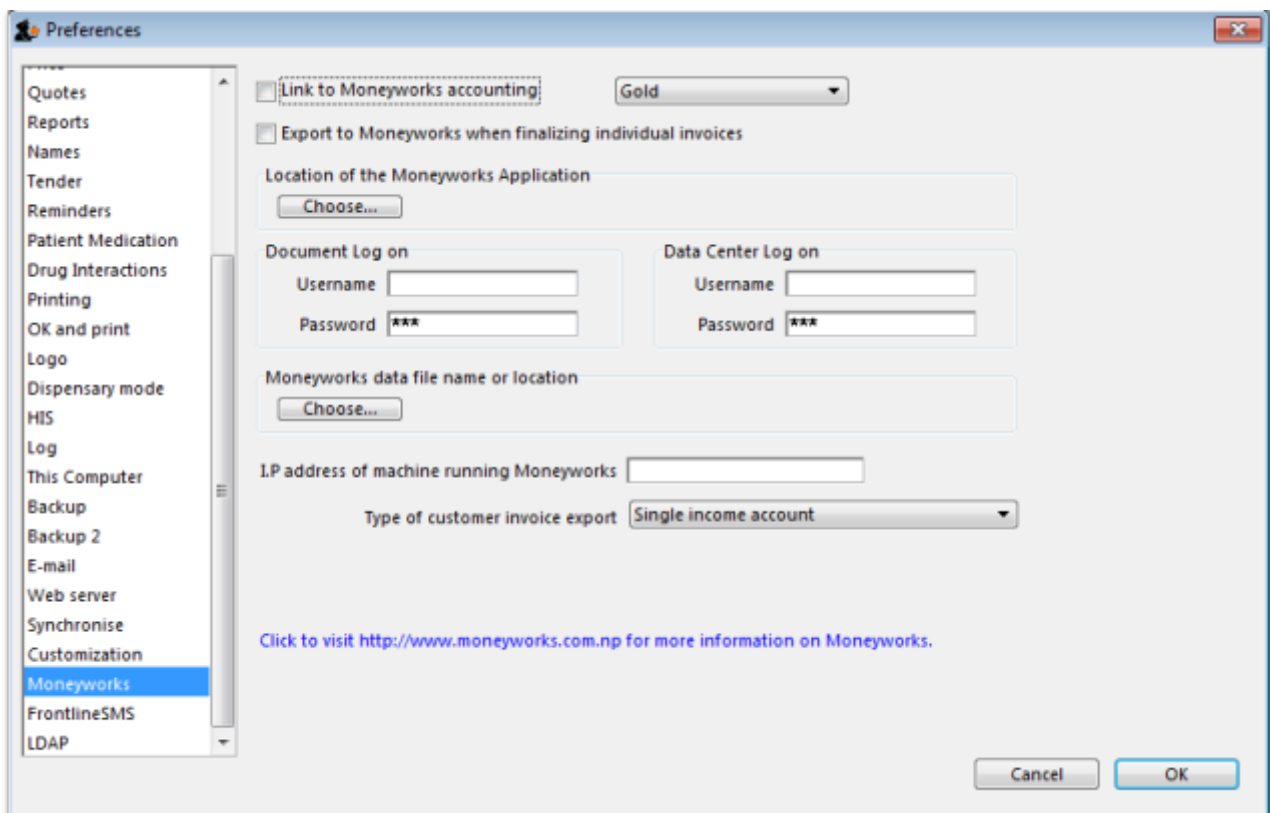 Preferences
Quotes
Reports
Names
Tender
Reminders
Patient Medication
Drug Interactions
Printing
OK and print
Logo
Dispensary mode
HIS
Log
This Computer
Backup
Backup 2
E-mail
Web server
Synchronise
Customization
Moneyworks
FrontlineSMS
LDAP
Link to Moneyworks accounting
Gold
Export to Moneyworks when finalizing individual invoices
Location of the Moneyworks Application
Choose...
Document Log on
Username
Password ***
Data Center Log on
Username
Password ***
Moneyworks data file name or location
Choose...
I.P address of machine running Moneyworks
Type of customer invoice export Single income account
Click to visit http://www.moneyworks.com.np for more information on Moneyworks.
Cancel
OK